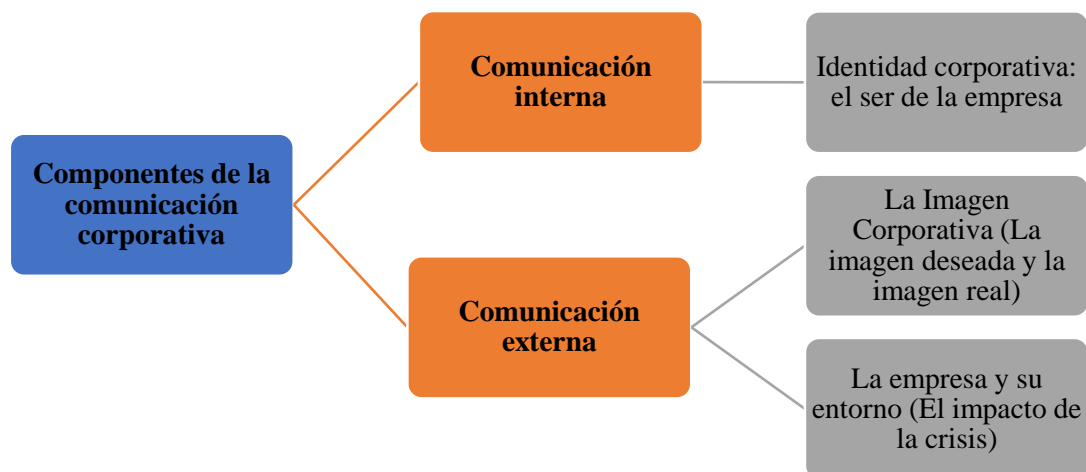 Componentes de la
comunicación
corporativa
Comunicación
interna
Identidad corporativa:
el ser de la empresa
Comunicación
externa
La Imagen
Corporativa (La
imagen deseada y la
imagen real)
La empresa y su
entorno (El impacto de
la crisis)